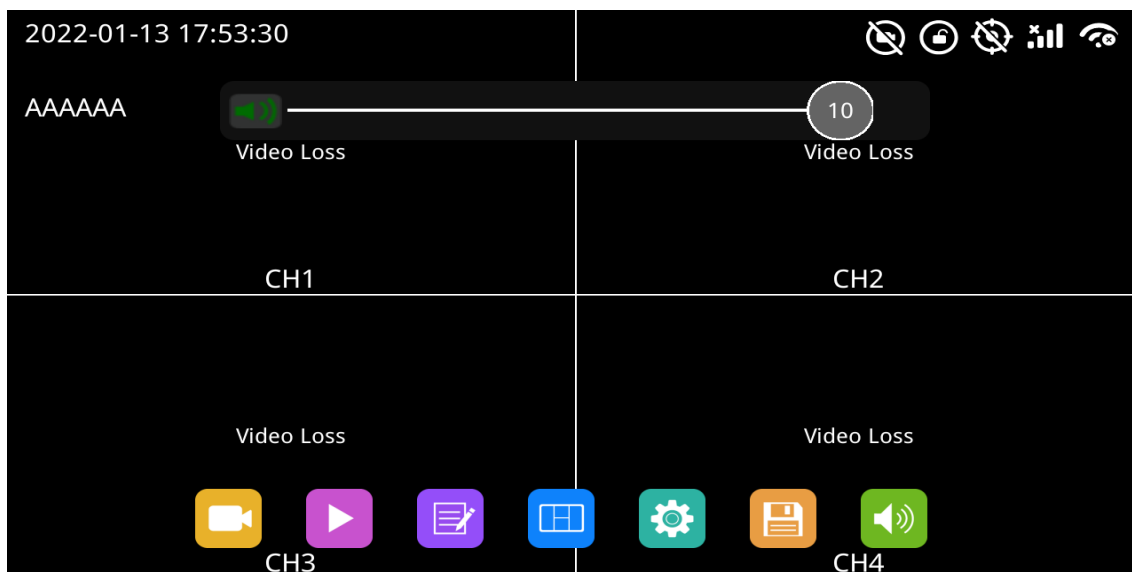 2022-01-13 17:53:30
AAAAAA
10
Video Loss
Video Loss
CH1
CH2
Video Loss
Video Loss
CH3
CH4